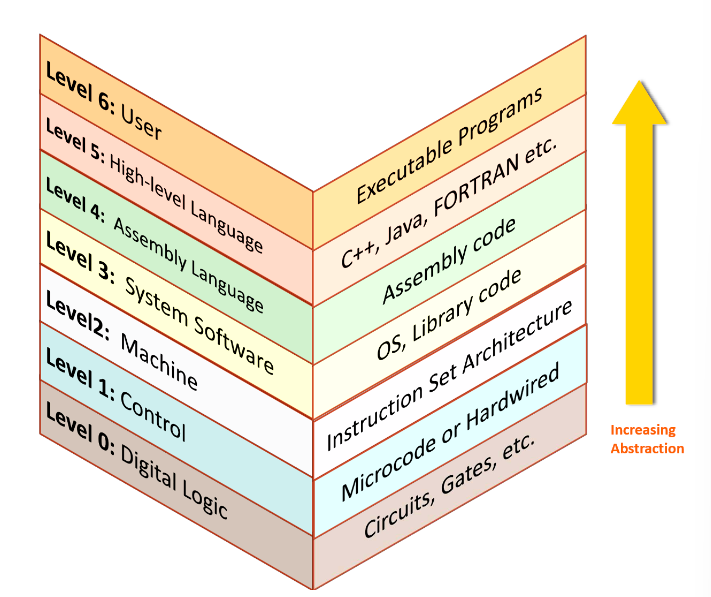 Level 6: User
Executable Programs
Level 5: High-level Language
C++, Java, FORTRAN etc.
Level 4: Assembly Language
Assembly code
Level 3: System Software
OS, Library code
Level2: Machine
Instruction Set Architecture
Level 1: Control
Microcode or Hardwired
Level 0: Digital Logic
Circuits, Gates, etc.
Increasing
Abstraction